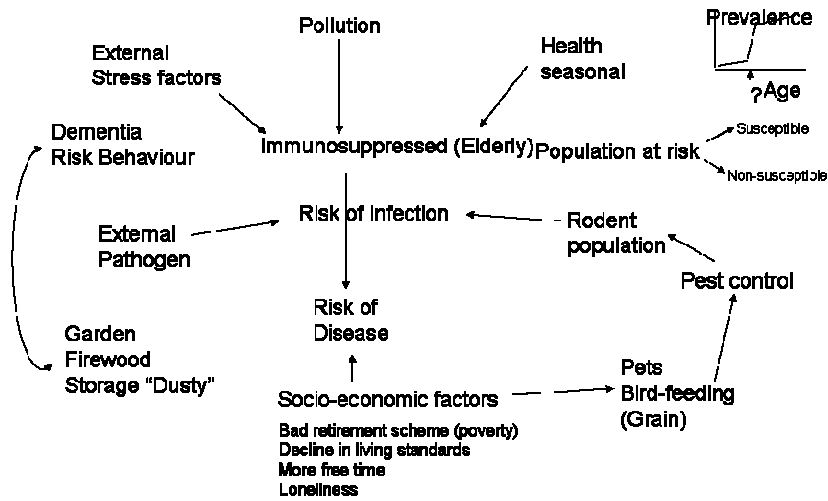 Pollution
Prevalence
External
Stress factors
Health
seasonal
? Age
Dementia
Risk Behaviour
Immunosuppressed (Elderly)
Population at risk
Susceptible
Non-susceptible
Risk of Infection
External
Pathogen
Rodent
population
Pest control
Risk of
Disease
Garden
Firewood
Storage “Dusty”
Pets
Bird-feeding
(Grain)
Socio-economic factors
Bad retirement scheme (poverty)
Decline in living standards
More free time
Loneliness